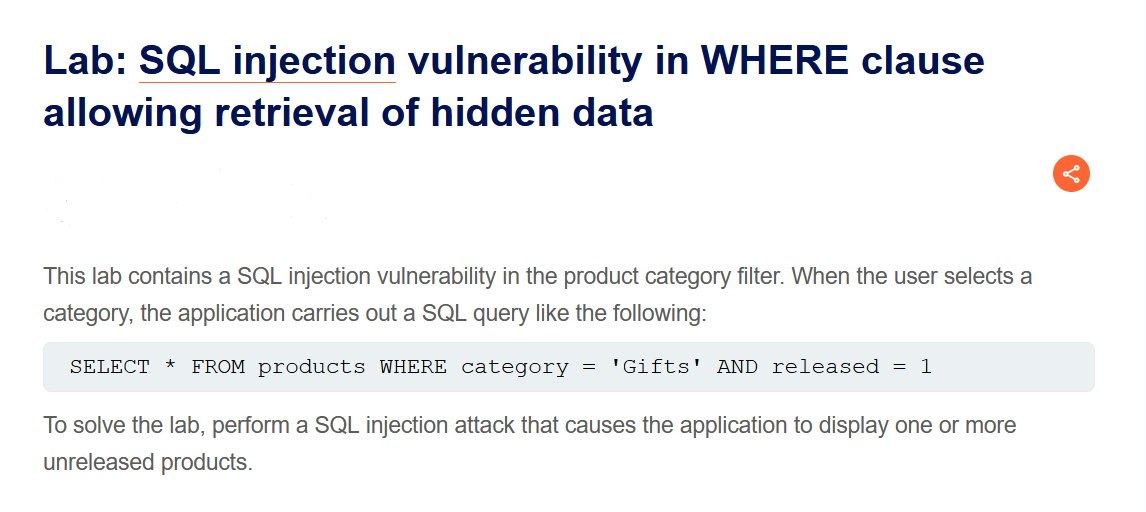 Lab: SQL injection vulnerability in WHERE clause
allowing retrieval of hidden data
This lab contains a SQL injection vulnerability in the product category filter. When the user selects a
category, the application carries out a SQL query like the following:
SELECT * FROM products WHERE category = 'Gifts' AND released = 1
To solve the lab, perform a SQL injection attack that causes the application to display one or more
unreleased products.